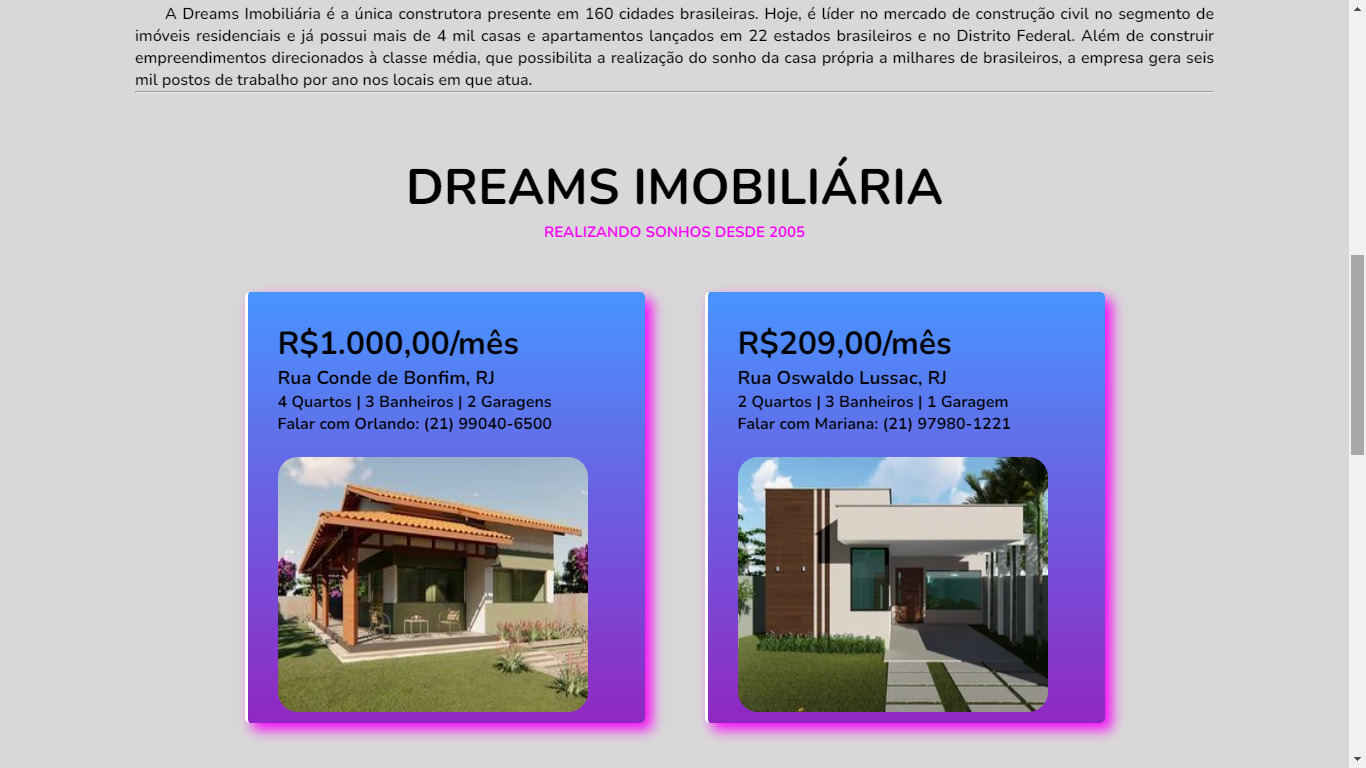 A Dreams Imobiliária é a única construtora presente em 160 cidades brasileiras. Hoje, é líder no mercado de construção civil no segmento de
imóveis residenciais e já possui mais de 4 mil casas e apartamentos lançados em 22 estados brasileiros e no Distrito Federal. Além de construir
empreendimentos direcionados à classe média, que possibilita a realização do sonho da casa própria a milhares de brasileiros, a empresa gera seis
mil postos de trabalho por ano nos locais em que atua.
DREAMS IMOBILIÁRIA
REALIZANDO SONHOS DESDE 2005
R$1.000,00/mês
Rua Conde de Bonfim, RJ
4 Quartos | 3 Banheiros | 2 Garagens
Falar com Orlando: (21) 99040-6500
R$209,00/mês
Rua Oswaldo Lussac, RJ
2 Quartos | 3 Banheiros | 1 Garagem
Falar com Mariana: (21) 97980-1221